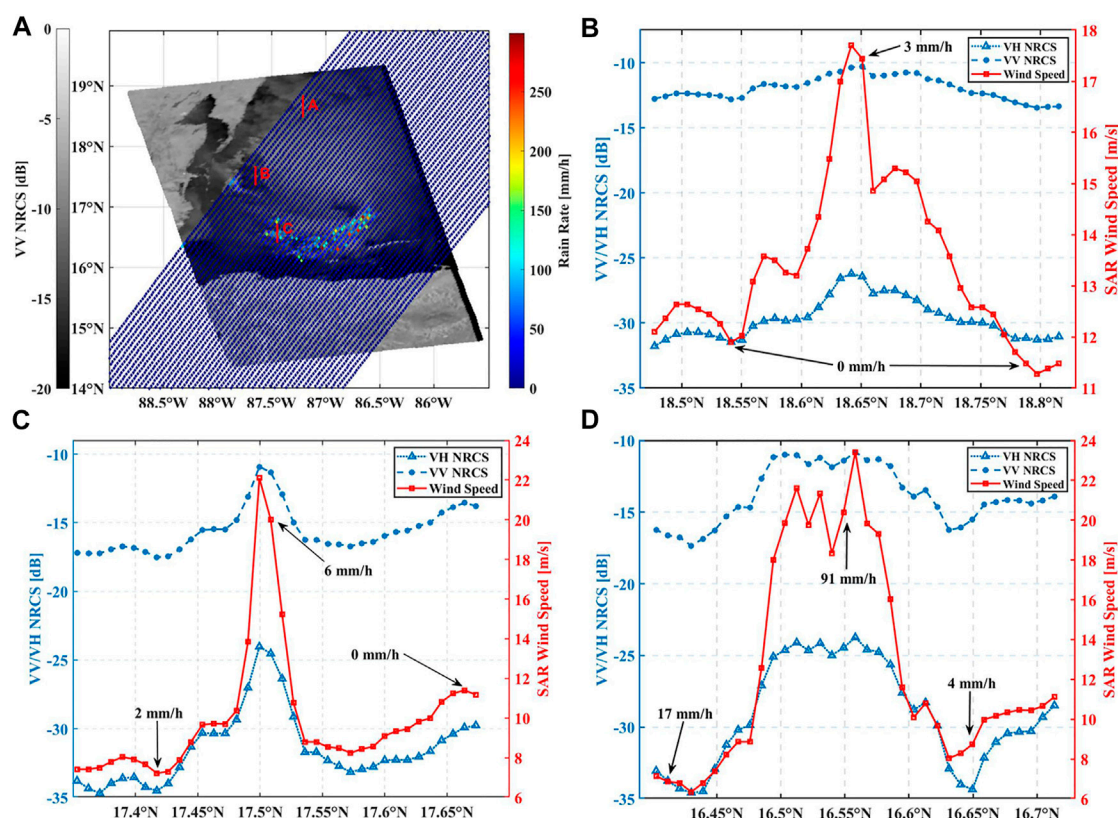 A
0
-5
-10
-15
-20
VV NRCS [dB]
19°N
18°N
17°N
16°N
15°N
14°N
88.5°W
88°W
87.5°W
87°W
86.5°W
86°W
A
B
C
250
200
150
100
50
0
Rain Rate [mm/h]
B
-10
-15
-20
-25
-30
-35
VV/VH NRCS [dB]
VH NRCS
VV NRCS
Wind Speed
3 mm/h
0 mm/h
18
17
16
15
14
13
12
11
SAR Wind Speed [m/s]
18.5°N
18.55°N
18.6°N
18.65°N
18.7°N
18.75°N
18.8°N
C
-10
-15
-20
-25
-30
-35
VV/VH NRCS [dB]
VH NRCS
VV NRCS
Wind Speed
6 mm/h
0 mm/h
2 mm/h
24
22
20
18
16
14
12
10
8
6
SAR Wind Speed [m/s]
17.4°N
17.45°N
17.5°N
17.55°N
17.6°N
17.65°N
D
-10
-15
-20
-25
-30
-35
VV/VH NRCS [dB]
VH NRCS
VV NRCS
Wind Speed
91 mm/h
17 mm/h
4 mm/h
24
22
20
18
16
14
12
10
8
6
SAR Wind Speed [m/s]
16.45°N
16.5°N
16.55°N
16.6°N
16.65°N
16.7°N